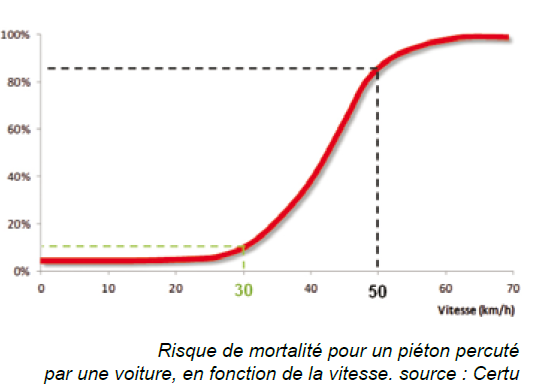 100%
80%
60%
40%
20%
0%
0 10 20 30 40 50 60 70
Vitesse (km/h)
Risque de mortalité pour un piéton percuté
par une voiture, en fonction de la vitesse. source : Certu